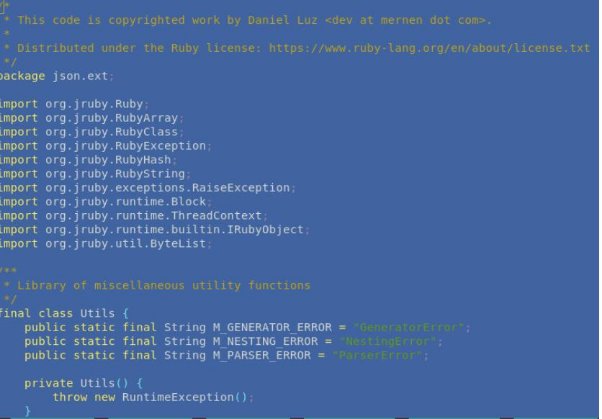 /*
 * This code is copyrighted work by Daniel Luz <dev at mernen dot com>.
 *
 * Distributed under the Ruby license: https://www.ruby-lang.org/en/about/license.txt
 */
package json.ext;

import org.jruby.Ruby;
import org.jruby.RubyArray;
import org.jruby.RubyClass;
import org.jruby.RubyException;
import org.jruby.RubyHash;
import org.jruby.RubyString;
import org.jruby.exceptions.RaiseException;
import org.jruby.runtime.Block;
import org.jruby.runtime.ThreadContext;
import org.jruby.runtime.builtin.IRubyObject;
import org.jruby.util.ByteList;

/**
 * Library of miscellaneous utility functions
 */
final class Utils {
    public static final String M_GENERATOR_ERROR = "GeneratorError";
    public static final String M_NESTING_ERROR = "NestingError";
    public static final String M_PARSER_ERROR = "ParserError";

    private Utils() {
        throw new RuntimeException();
    }